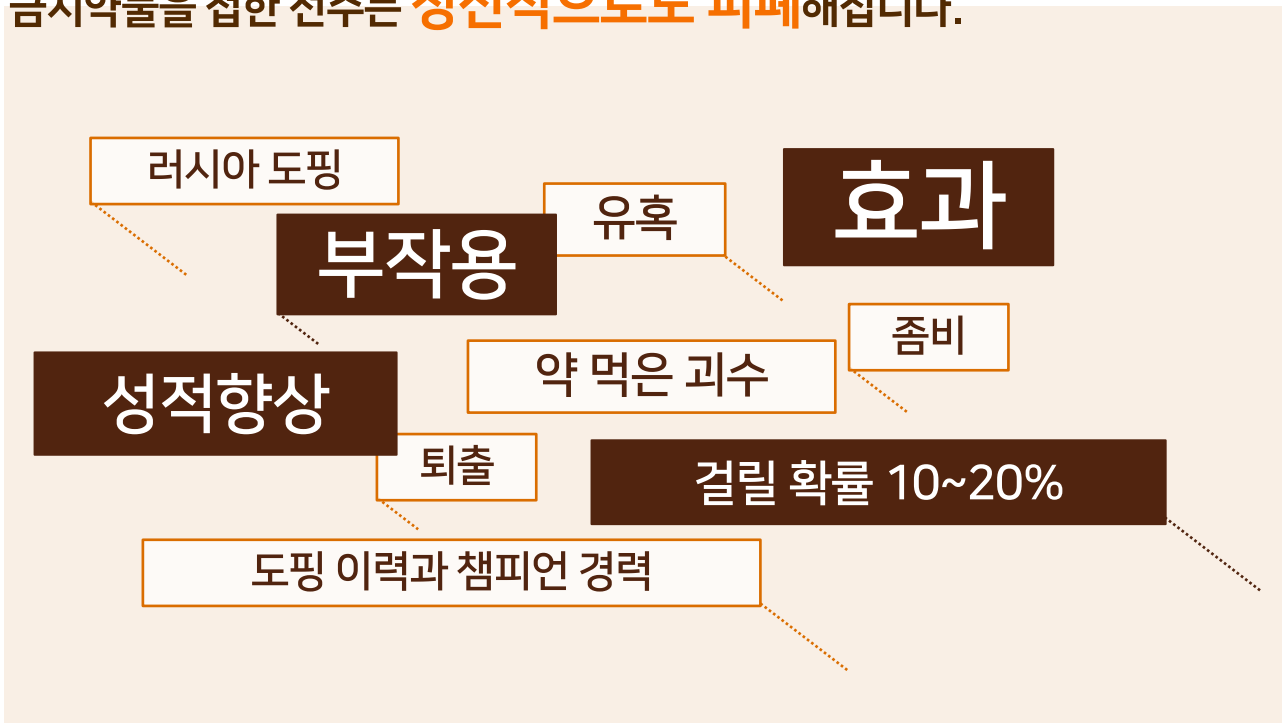 금지약물을 접한 선수는 정신적으로도 피폐해집니다.
러시아 도핑
유혹
효과
부작용
좀비
약 먹은 괴수
성적향상
퇴출
걸릴 확률 10~20%
도핑 이력과 챔피언 경력